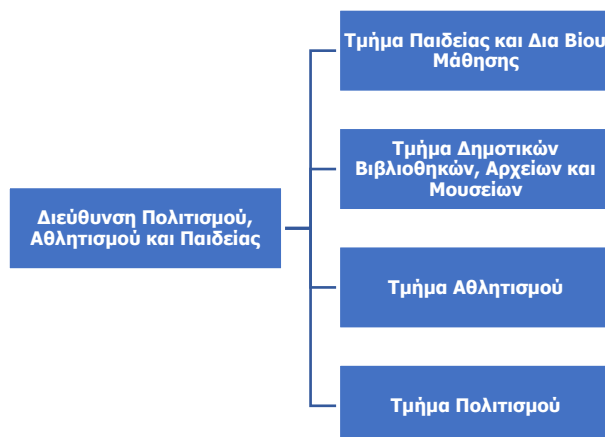 Τμήμα Παιδείας και Δια Βίου
Μάθησης
Τμήμα Δημοτικών
Βιβλιοθηκών, Αρχείων και
Μουσείων
Διεύθυνση Πολιτισμού,
Αθλητισμού και Παιδείας
Τμήμα Αθλητισμού
Τμήμα Πολιτισμού